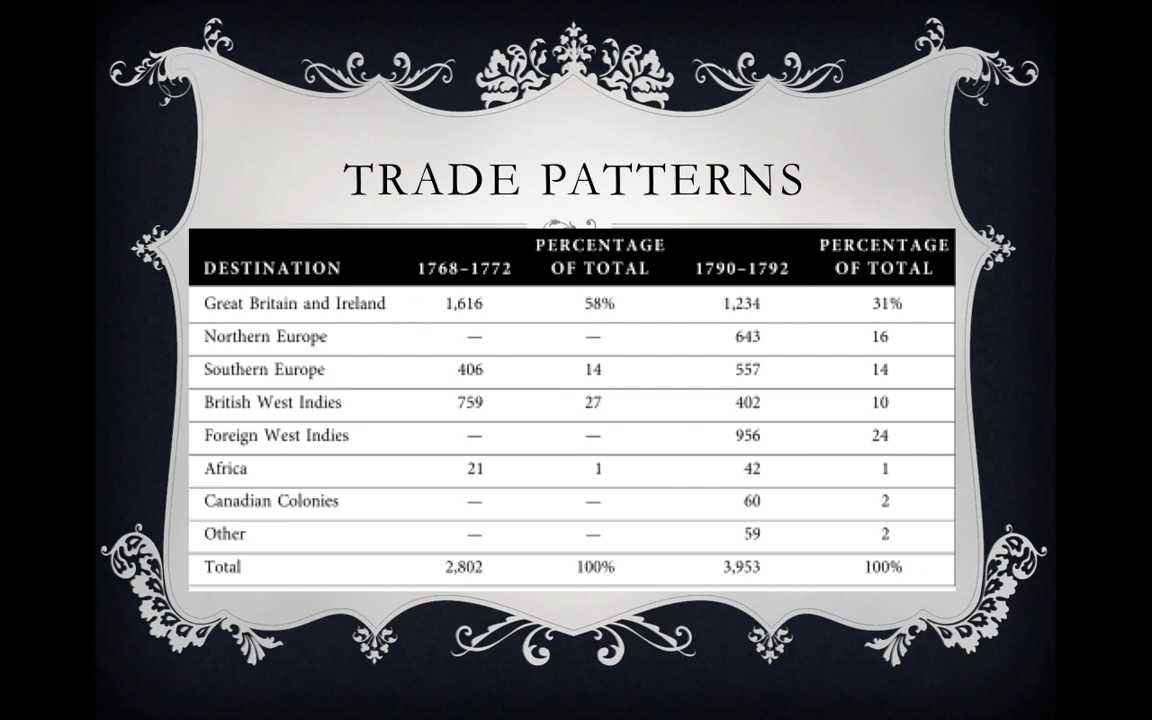 TRADE PATTERNS
DESTINATION 1768–1772 PERCENTAGE OF TOTAL 1790–1792 PERCENTAGE OF TOTAL
Great Britain and Ireland 1,616 58% 1,234 31%
Northern Europe — — 643 16
Southern Europe 406 14 557 14
British West Indies 759 27 402 10
Foreign West Indies — — 956 24
Africa 21 1 42 1
Canadian Colonies — — 60 2
Other — — 59 2
Total 2,802 100% 3,953 100%